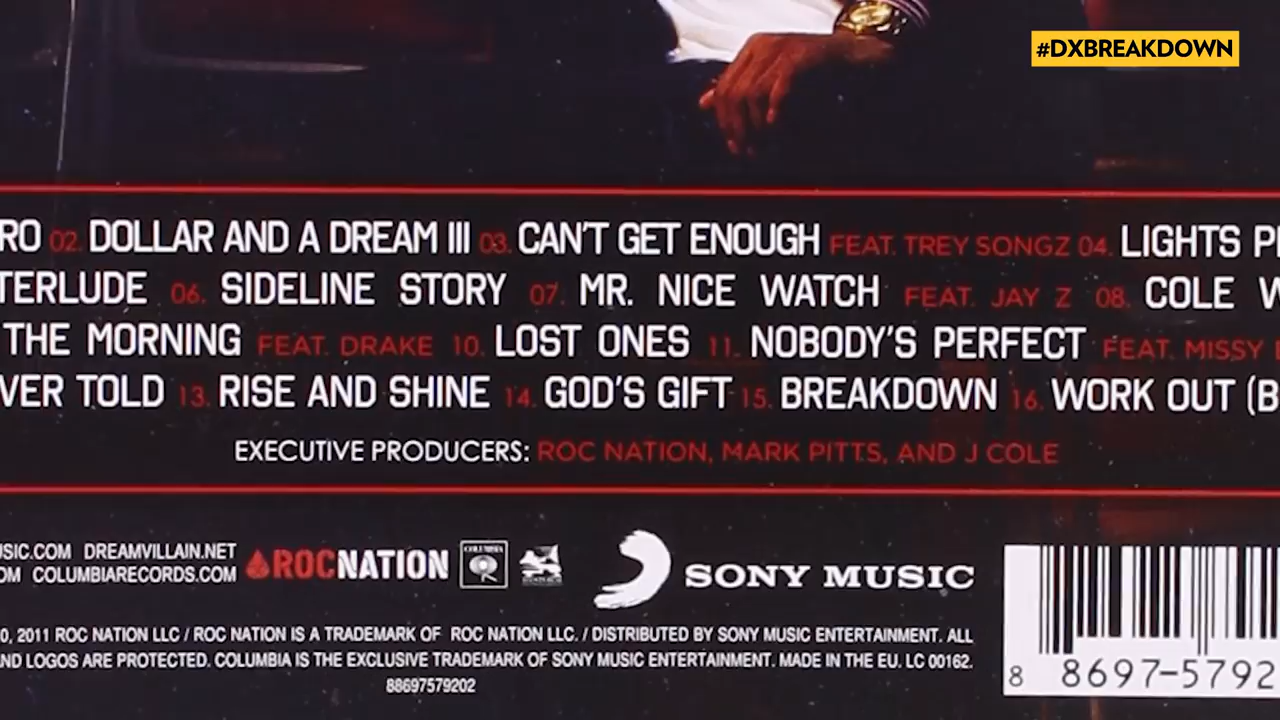 #DXBREAKDOWN
RO 02. DOLLAR AND A DREAM III 03. CAN'T GET ENOUGH FEAT. TREY SONGZ 04. LIGHTS P
TERLUDE 06. SIDELINE STORY 07. MR. NICE WATCH FEAT. JAY Z 08. COLE W
THE MORNING FEAT. DRAKE 10. LOST ONES 11. NOBODY'S PERFECT FEAT. MISSY
VER TOLD 13. RISE AND SHINE 14. GOD'S GIFT 15. BREAKDOWN 16. WORK OUT (B
EXECUTIVE PRODUCERS: ROC NATION, MARK PITTS, AND J COLE
USIC.COM DREAMVILLAIN.NET
OM COLUMBIARECORDS.COM
ROCNATION
COLUMBIA
SONY MUSIC
0, 2011 ROC NATION LLC / ROC NATION IS A TRADEMARK OF ROC NATION LLC. / DISTRIBUTED BY SONY MUSIC ENTERTAINMENT. ALL
ND LOGOS ARE PROTECTED. COLUMBIA IS THE EXCLUSIVE TRADEMARK OF SONY MUSIC ENTERTAINMENT. MADE IN THE EU. LC 00162.
88697579202
8 8697-5792